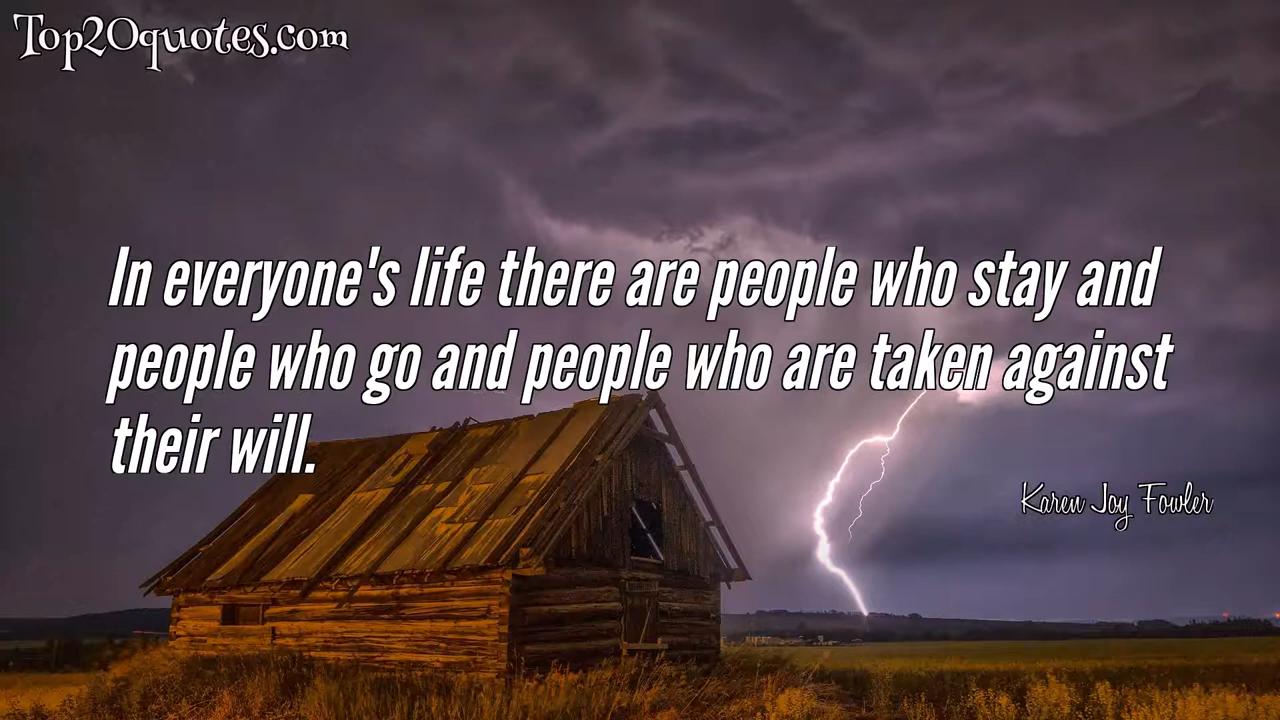 Top20quotes.com
In everyone's life there are people who stay and
people who go and people who are taken against
their will.
Karen Joy Fowler